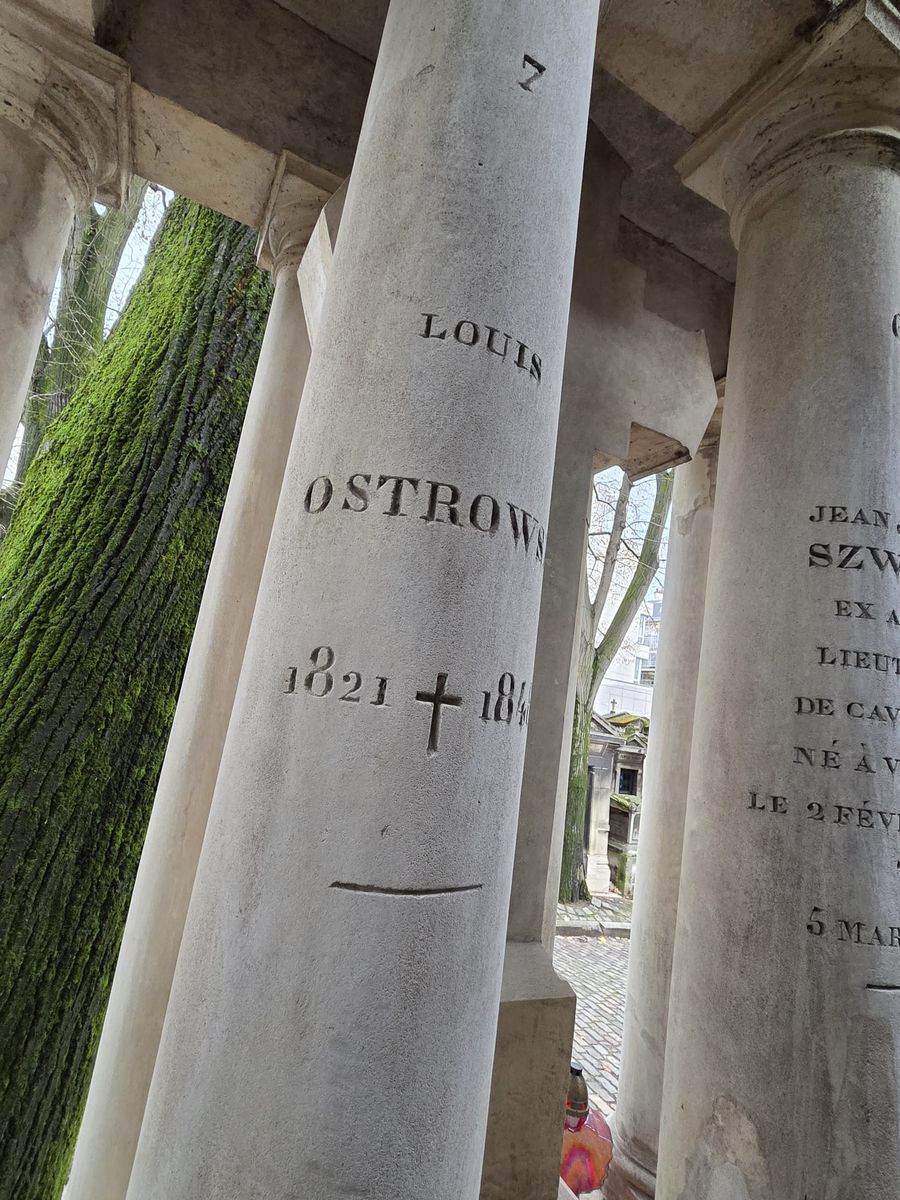 7
LOUIS
OSTROWS
1821 † 184
JEAN
SZW
EX A
LIEUT
DE CAV
NÉ À V
LE 2 FÉV
5 MAR